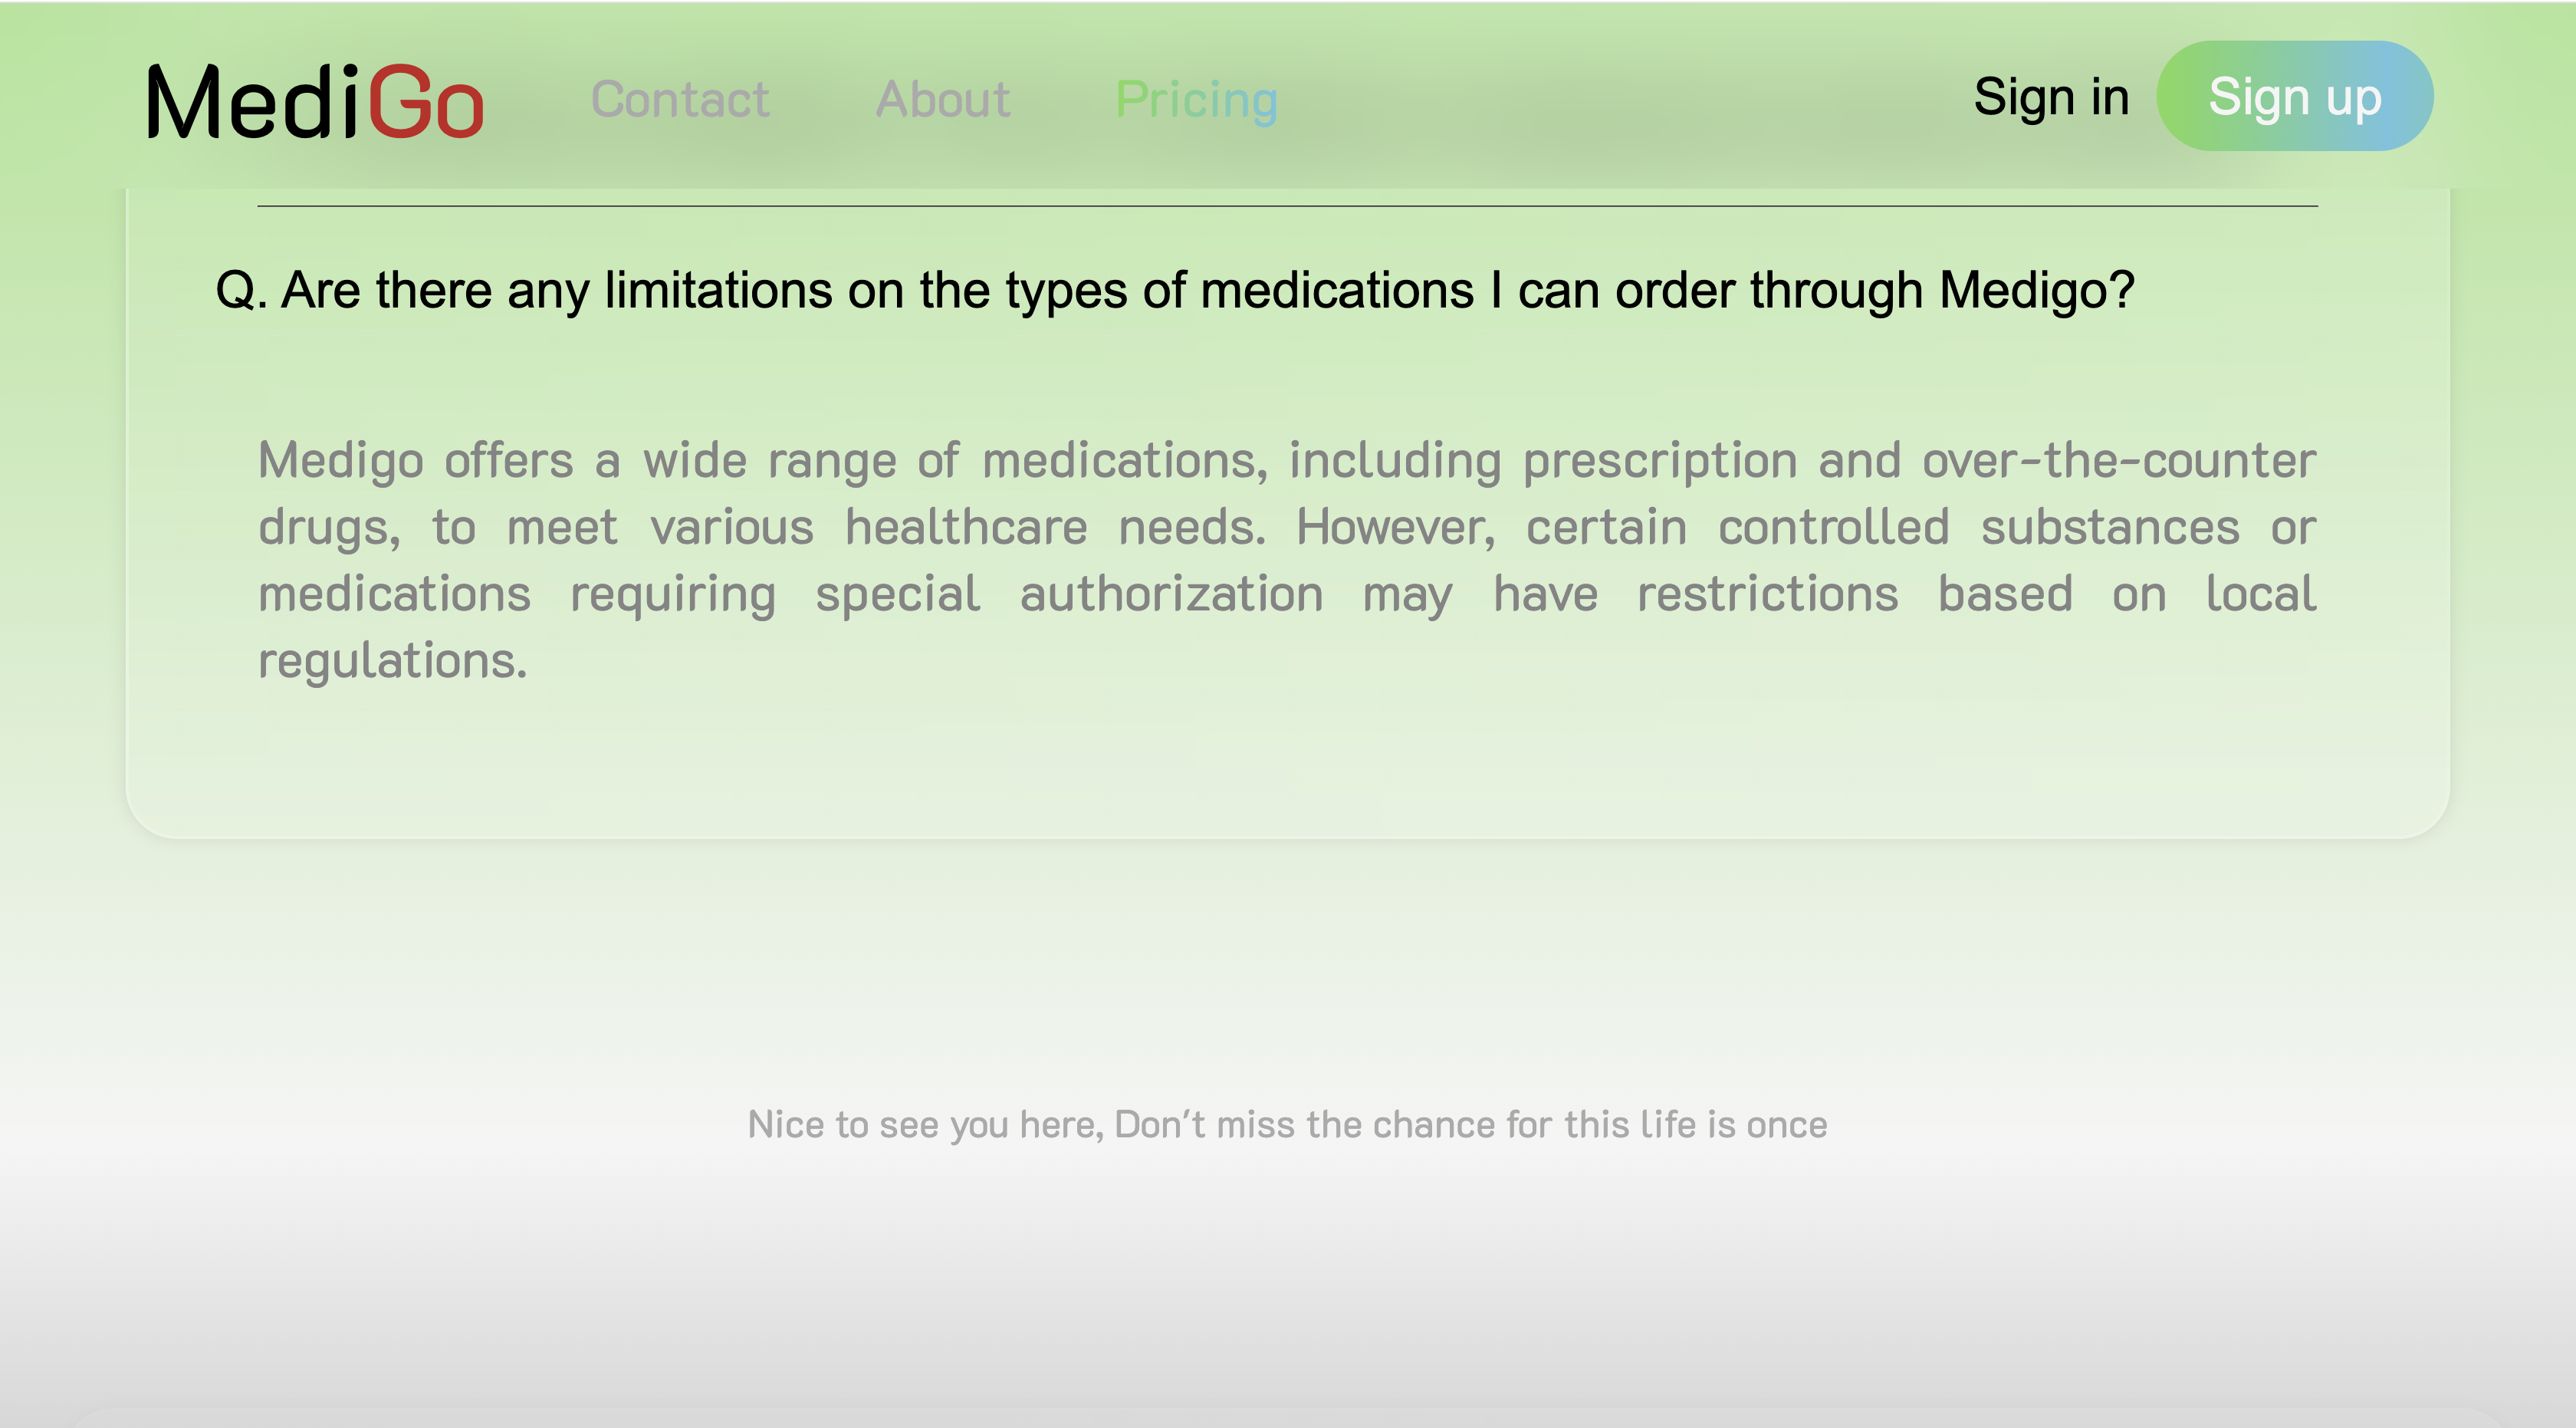 MediGo Contact About Pricing Sign in Sign up
Q. Are there any limitations on the types of medications I can order through Medigo?
Medigo offers a wide range of medications, including prescription and over-the-counter
drugs, to meet various healthcare needs. However, certain controlled substances or
medications requiring special authorization may have restrictions based on local
regulations.
Nice to see you here, Don't miss the chance for this life is once